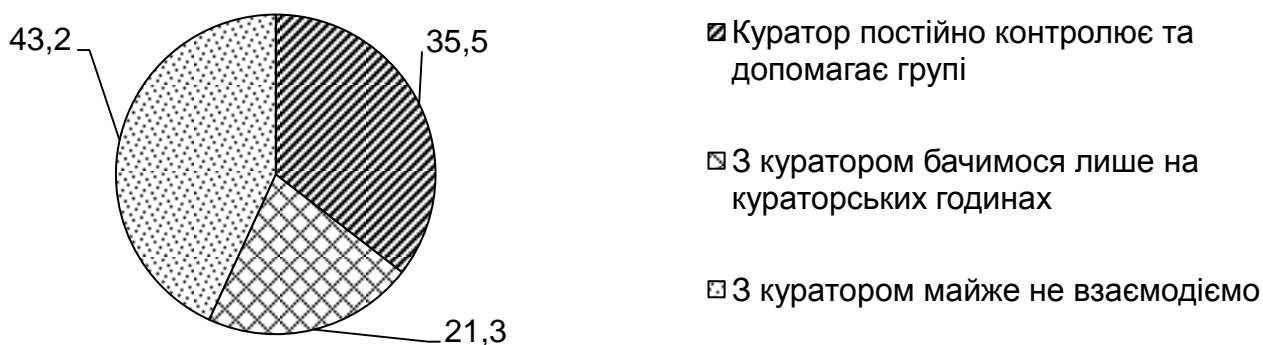 43,2
35,5
21,3
Куратор постійно контролює та
допомагає групі
З куратором бачимося лише на
кураторських годинах
З куратором майже не взаємодіємо